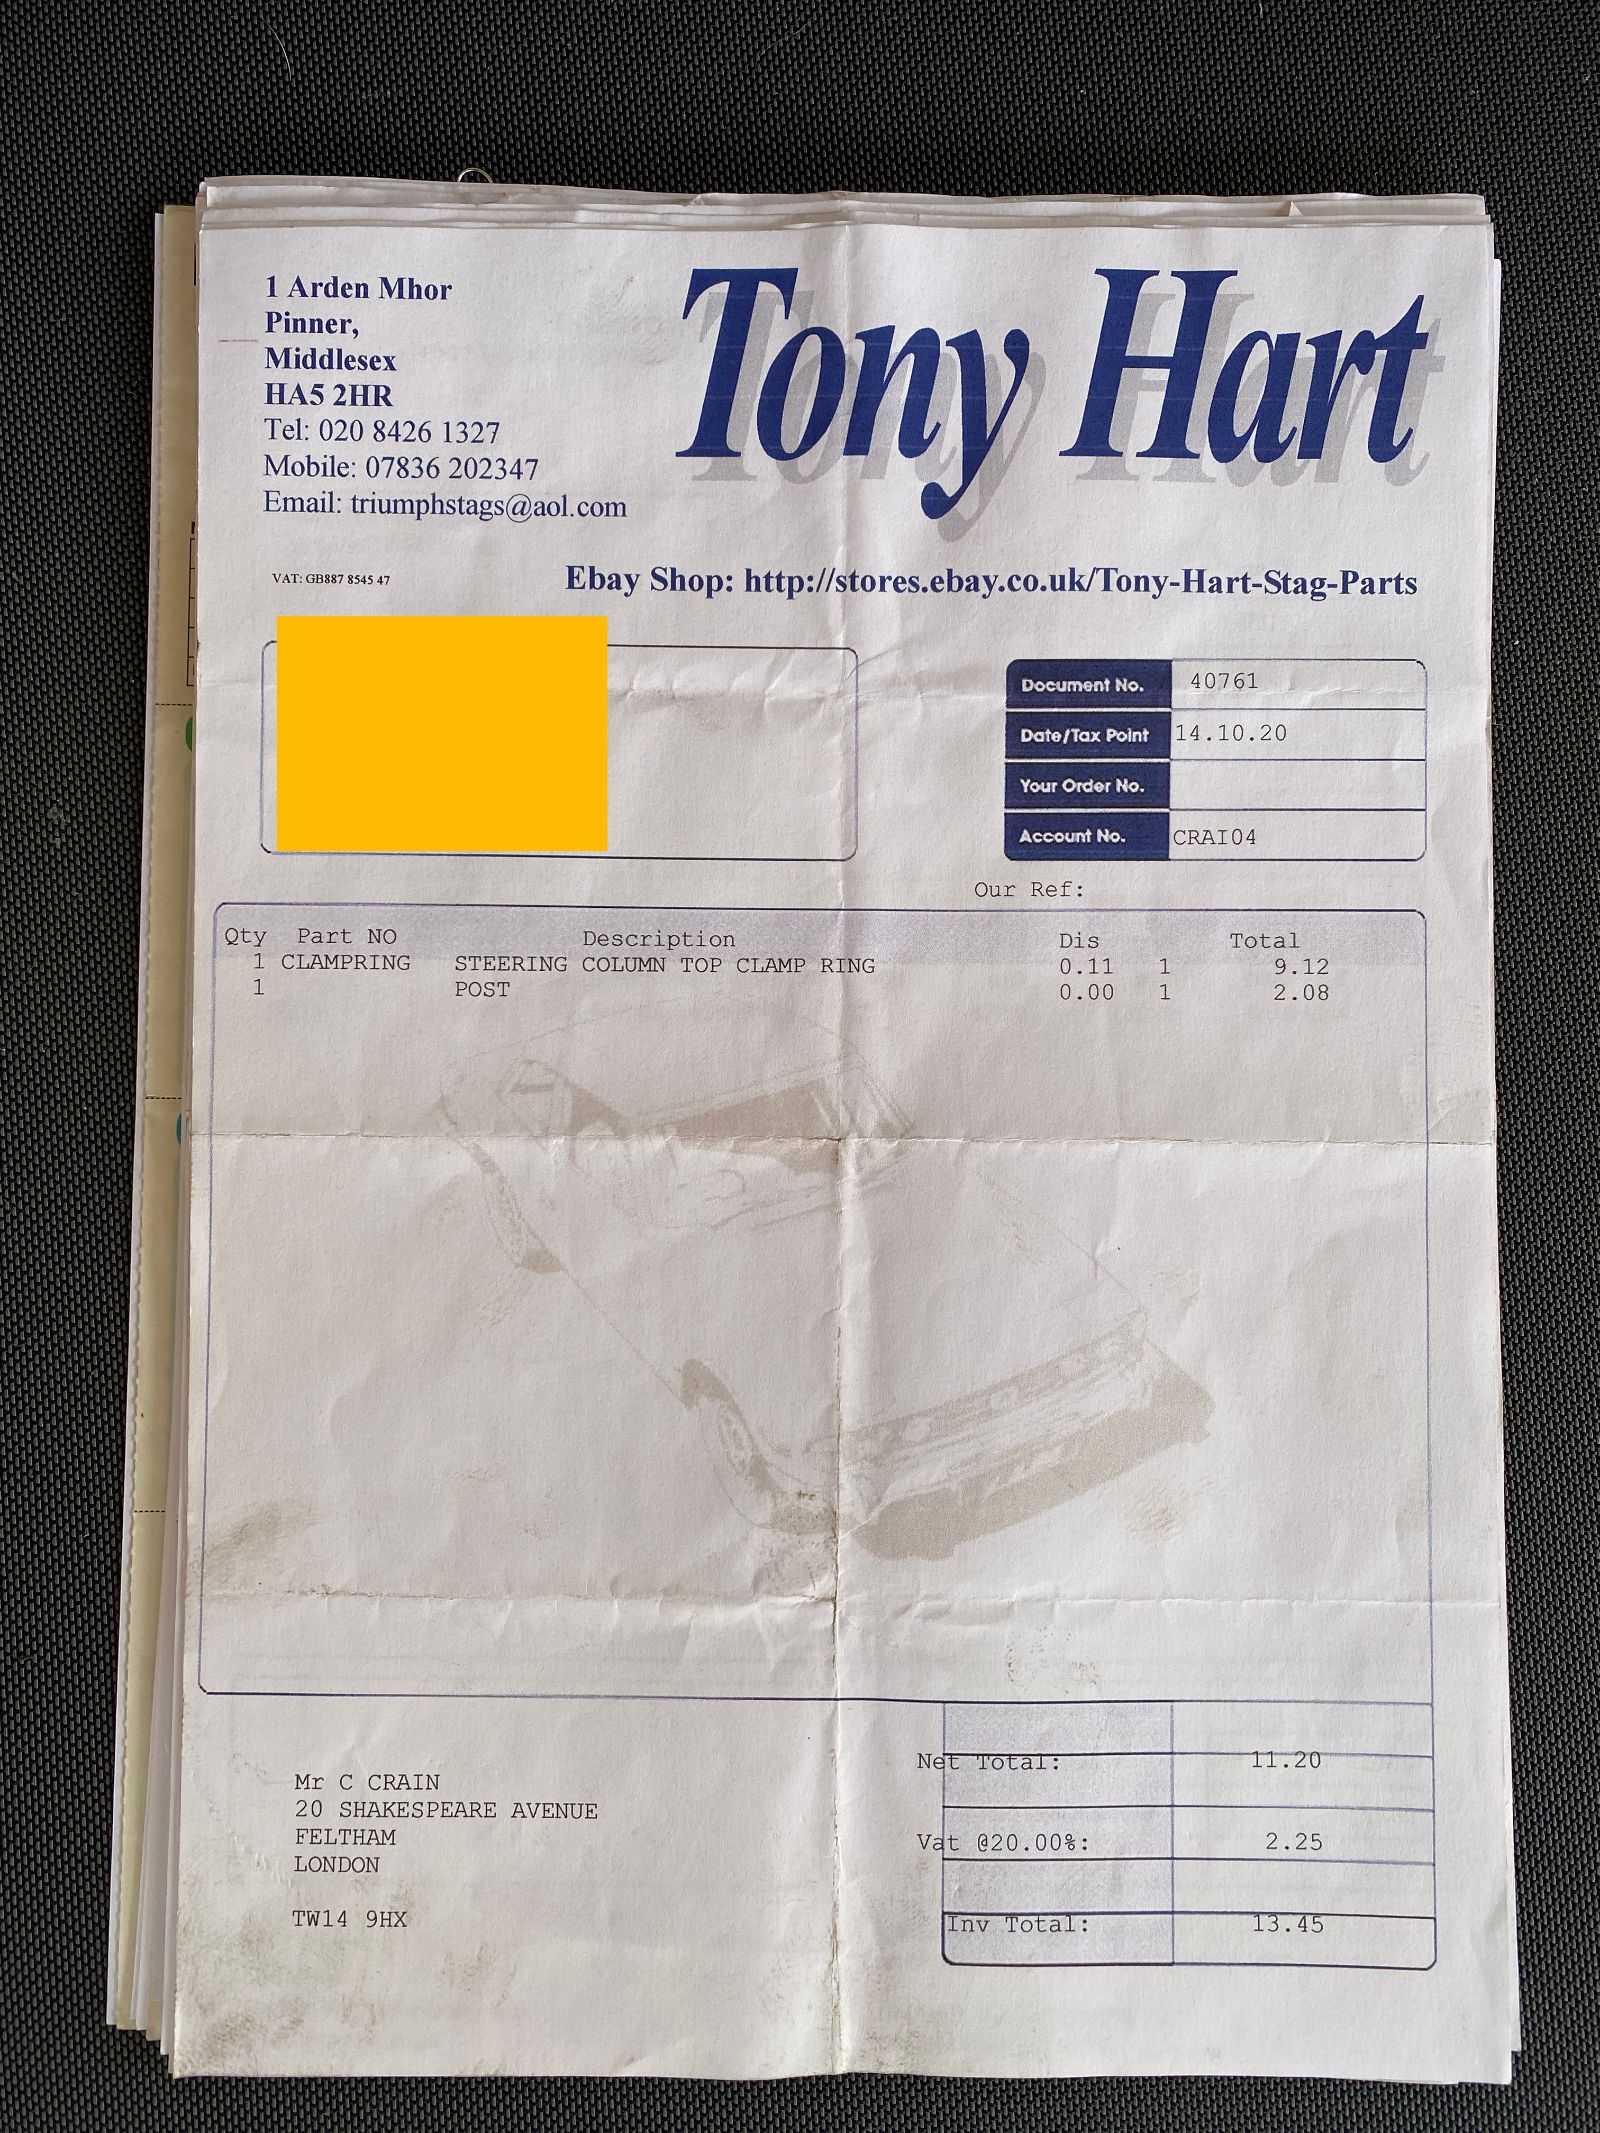 1 Arden Mhor
Pinner,
Middlesex
HA5 2HR
Tel: 020 8426 1327
Mobile: 07836 202347
Email: triumphstags@aol.com
Tony Hart
VAT: GB887 8545 47
Ebay Shop: http://stores.ebay.co.uk/Tony-Hart-Stag-Parts
Document No. 40761
Date/Tax Point 14.10.20
Your Order No.
Account No. CRAI04
Our Ref:
Qty Part NO Description Dis Total
1 CLAMPRING STEERING COLUMN TOP CLAMP RING 0.11 1 9.12
1 POST 0.00 1 2.08
Net Total: 11.20
Vat @20.00%: 2.25
Inv Total: 13.45
Mr C CRAIN
20 SHAKESPEARE AVENUE
FELTHAM
LONDON
TW14 9HX